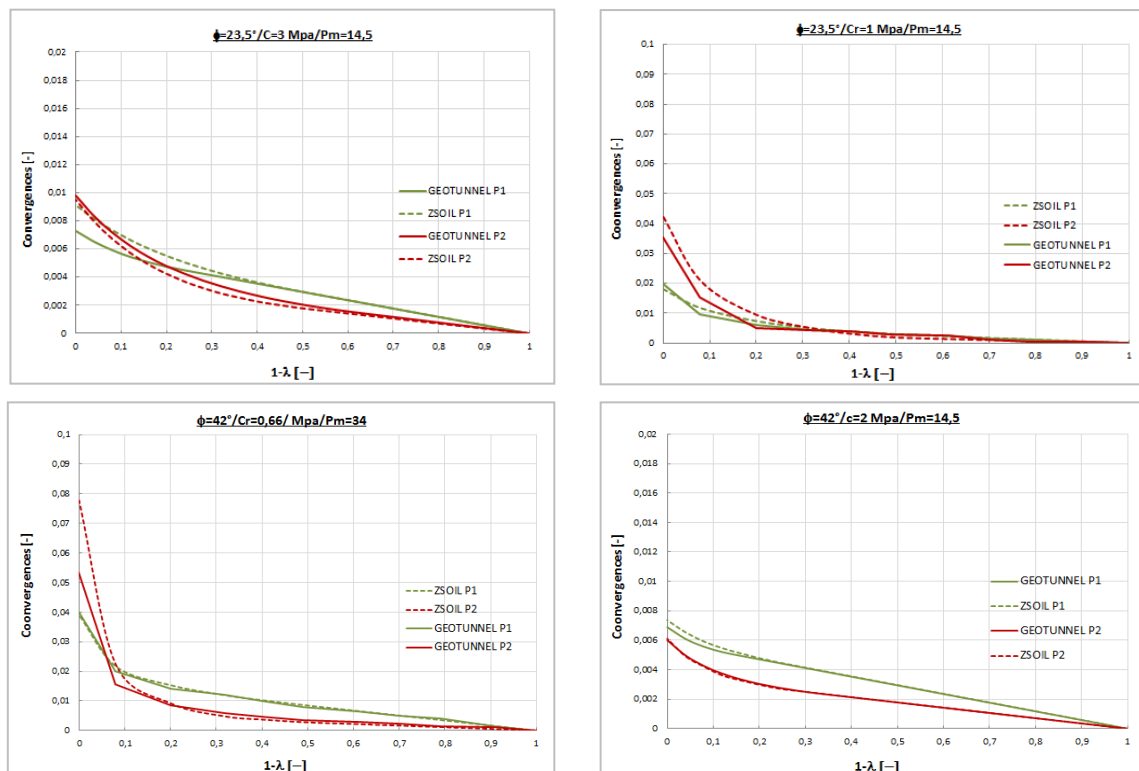 ϕ=23,5°/C=3 Mpa/Pm=14,5
0,02
0,018
0,016
0,014
0,012
0,01
0,008
0,006
0,004
0,002
0
Convergences [-]
GEOTUNNEL P1
ZSOIL P1
GEOTUNNEL P2
ZSOIL P2
0 0,1 0,2 0,3 0,4 0,5 0,6 0,7 0,8 0,9 1
1-λ [—]
ϕ=23,5°/Cr=1 Mpa/Pm=14,5
0,1
0,09
0,08
0,07
0,06
0,05
0,04
0,03
0,02
0,01
0
Convergences [-]
ZSOIL P1
ZSOIL P2
GEOTUNNEL P1
GEOTUNNEL P2
0 0,1 0,2 0,3 0,4 0,5 0,6 0,7 0,8 0,9 1
1-λ [—]
ϕ=42°/Cr=0,66/ Mpa/Pm=34
0,1
0,09
0,08
0,07
0,06
0,05
0,04
0,03
0,02
0,01
0
Coonvergences [-]
ZSOIL P1
ZSOIL P2
GEOTUNNEL P1
GEOTUNNEL P2
0 0,1 0,2 0,3 0,4 0,5 0,6 0,7 0,8 0,9 1
1-λ [—]
ϕ=42°/c=2 Mpa/Pm=14,5
0,02
0,018
0,016
0,014
0,012
0,01
0,008
0,006
0,004
0,002
0
Coonvergences [-]
GEOTUNNEL P1
ZSOIL P1
GEOTUNNEL P2
ZSOIL P2
0 0,1 0,2 0,3 0,4 0,5 0,6 0,7 0,8 0,9 1
1-λ [—]